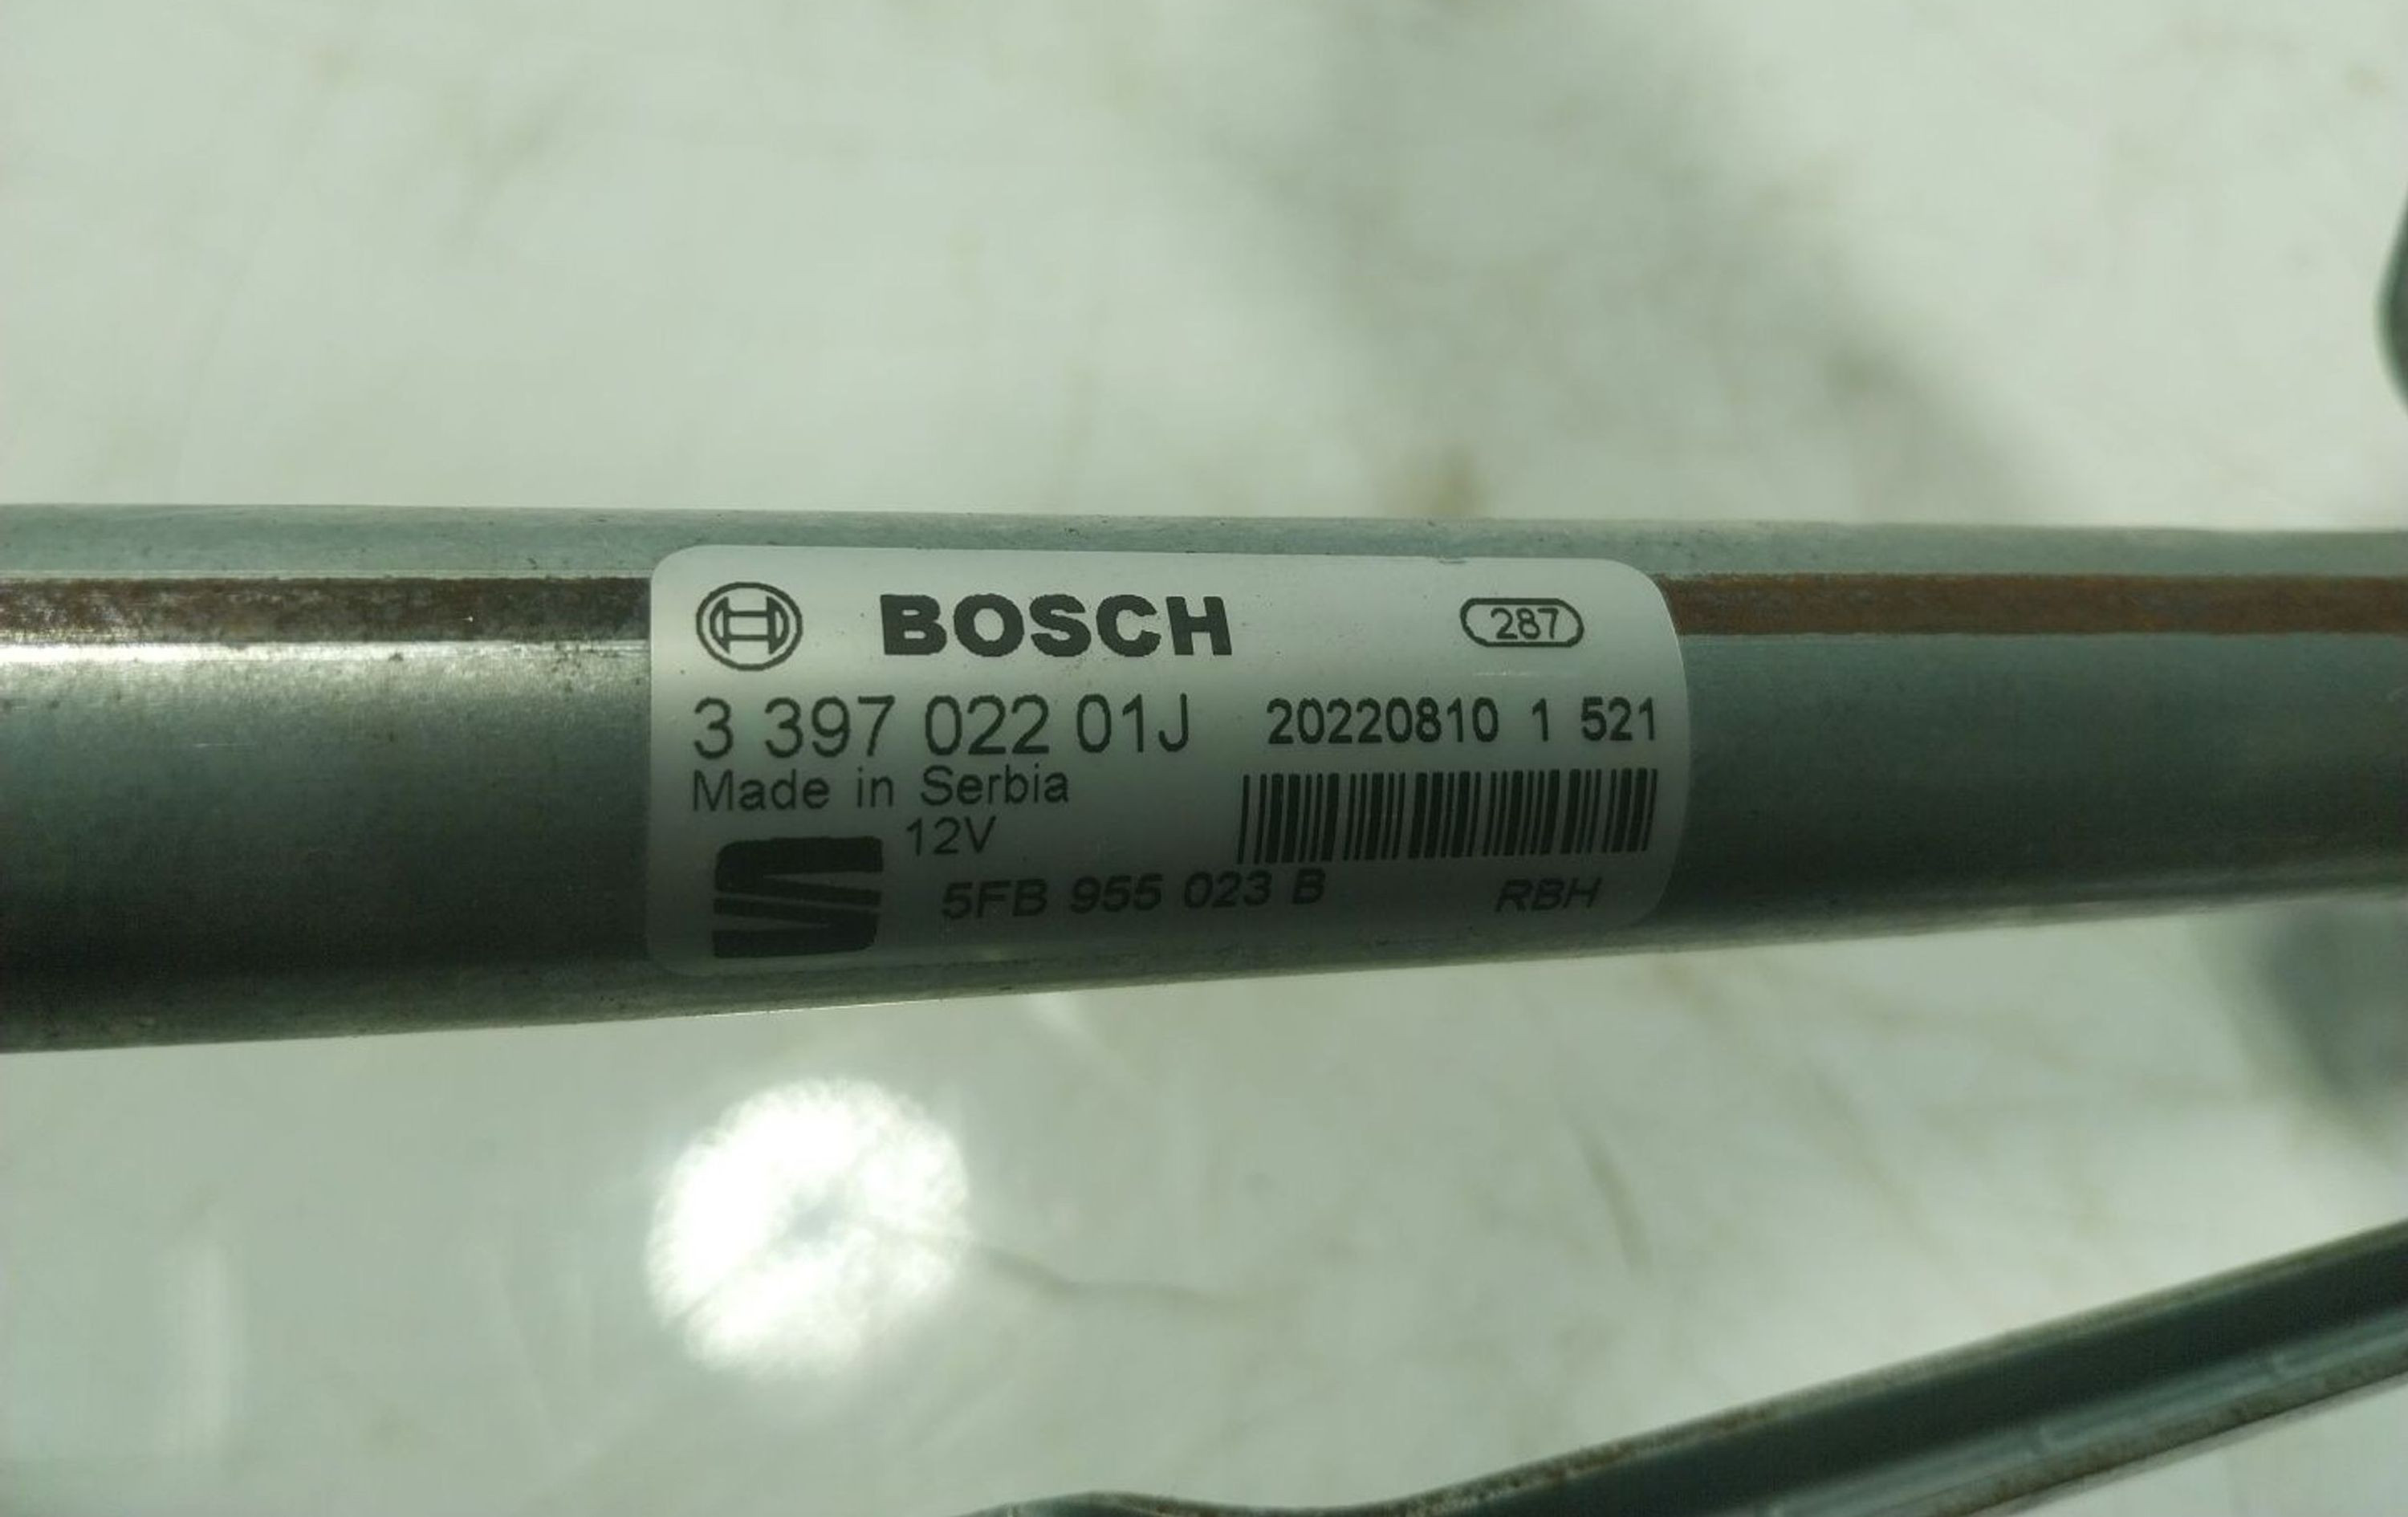 BOSCH 287
3 397 022 01J 20220810 1 521
Made in Serbia
12V
5FB 955 023 B RBH